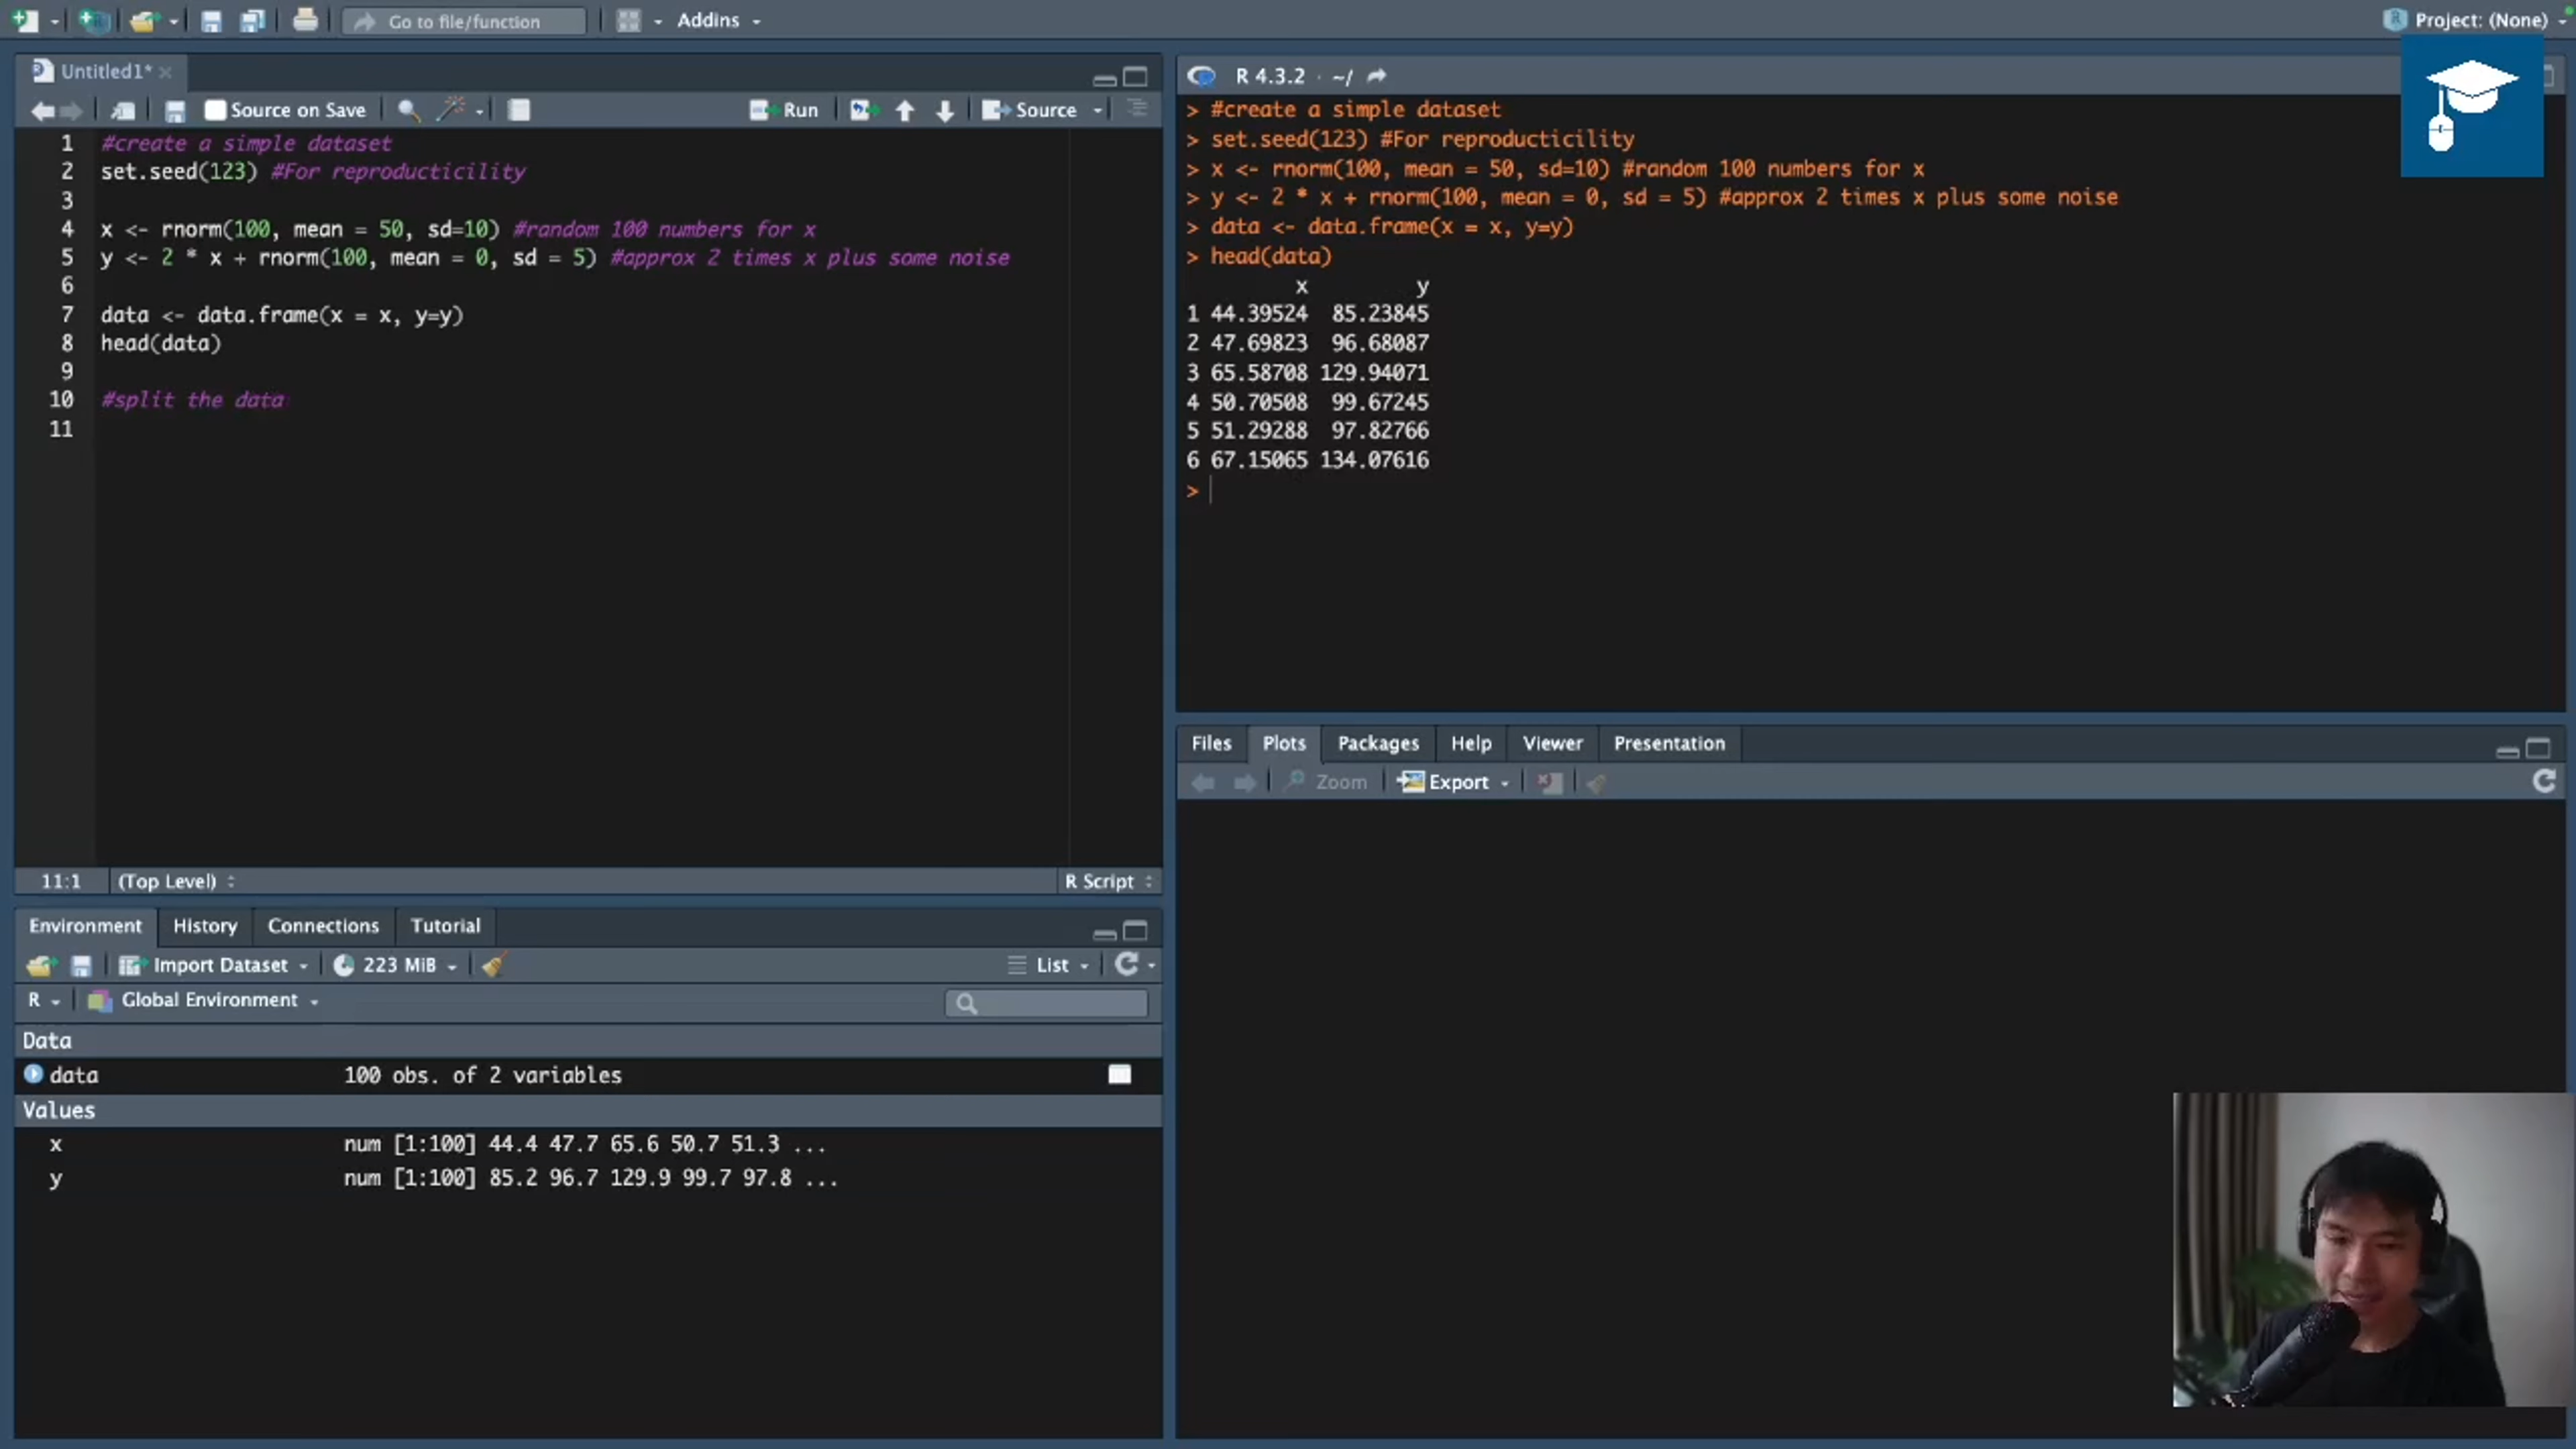 Go to file/function
Addins
Project: (None)
Untitled1*
Source on Save
Run
Source
1 #create a simple dataset
2 set.seed(123) #For reproducticility
3
4 x <- rnorm(100, mean = 50, sd=10) #random 100 numbers for x
5 y <- 2 * x + rnorm(100, mean = 0, sd = 5) #approx 2 times x plus some noise
6
7 data <- data.frame(x = x, y=y)
8 head(data)
9
10 #split the data
11
11:1 (Top Level) R Script
R 4.3.2 · ~/
> #create a simple dataset
> set.seed(123) #For reproducticility
> x <- rnorm(100, mean = 50, sd=10) #random 100 numbers for x
> y <- 2 * x + rnorm(100, mean = 0, sd = 5) #approx 2 times x plus some noise
> data <- data.frame(x = x, y=y)
> head(data)
x y
1 44.39524 85.23845
2 47.69823 96.68087
3 65.58708 129.94071
4 50.70508 99.67245
5 51.29288 97.82766
6 67.15065 134.07616
>
Environment History Connections Tutorial
Import Dataset 223 MiB List
R Global Environment
Data
data 100 obs. of 2 variables
Values
x num [1:100] 44.4 47.7 65.6 50.7 51.3 ...
y num [1:100] 85.2 96.7 129.9 99.7 97.8 ...
Files Plots Packages Help Viewer Presentation
Zoom Export